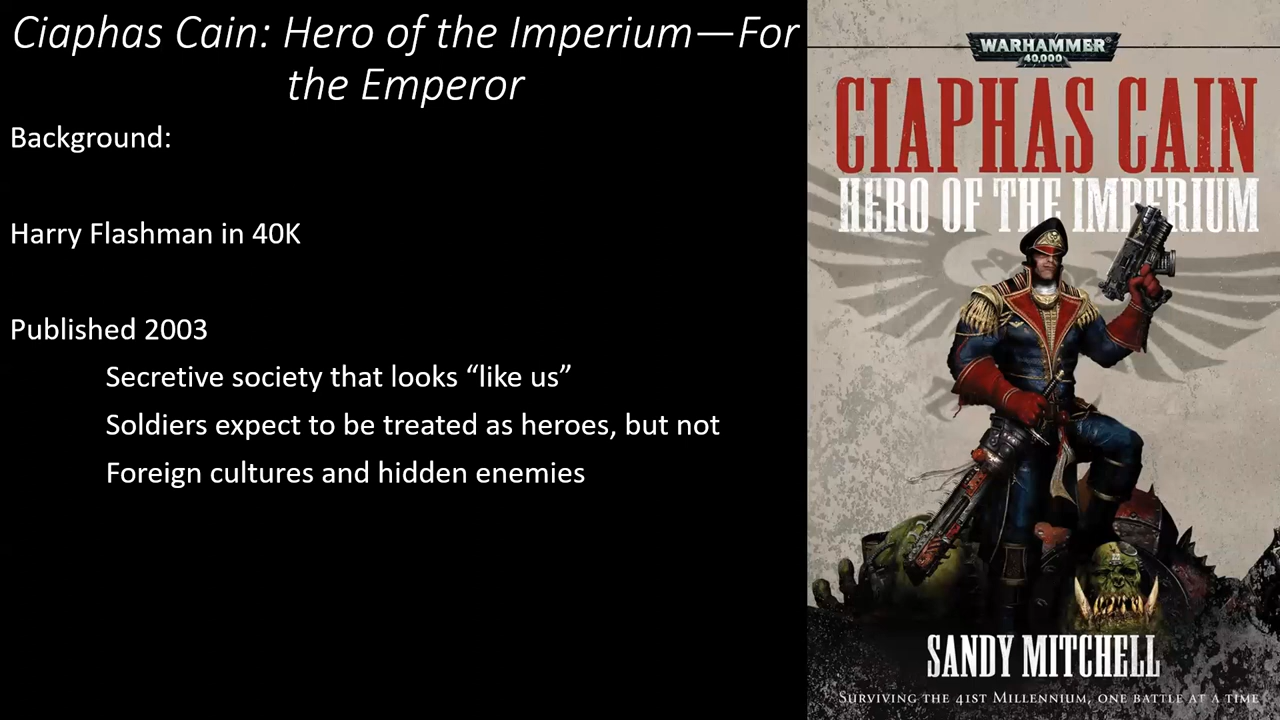 Ciaphas Cain: Hero of the Imperium—For
the Emperor
Background:
Harry Flashman in 40K
Published 2003
Secretive society that looks “like us”
Soldiers expect to be treated as heroes, but not
Foreign cultures and hidden enemies
WARHAMMER®
40,000
CIAPHAS CAIN
HERO OF THE IMPERIUM
SANDY MITCHELL
SURVIVING THE 41ST MILLENNIUM, ONE BATTLE AT A TIME